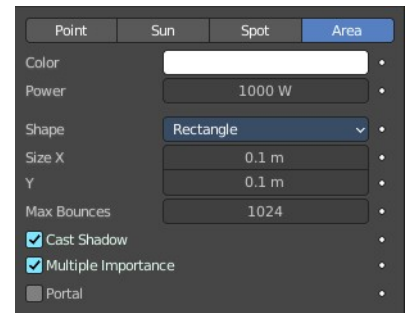 Point Sun Spot Area
Color
Power 1000 W
Shape Rectangle
Size X 0.1 m
Y 0.1 m
Max Bounces 1024
Cast Shadow
Multiple Importance
Portal